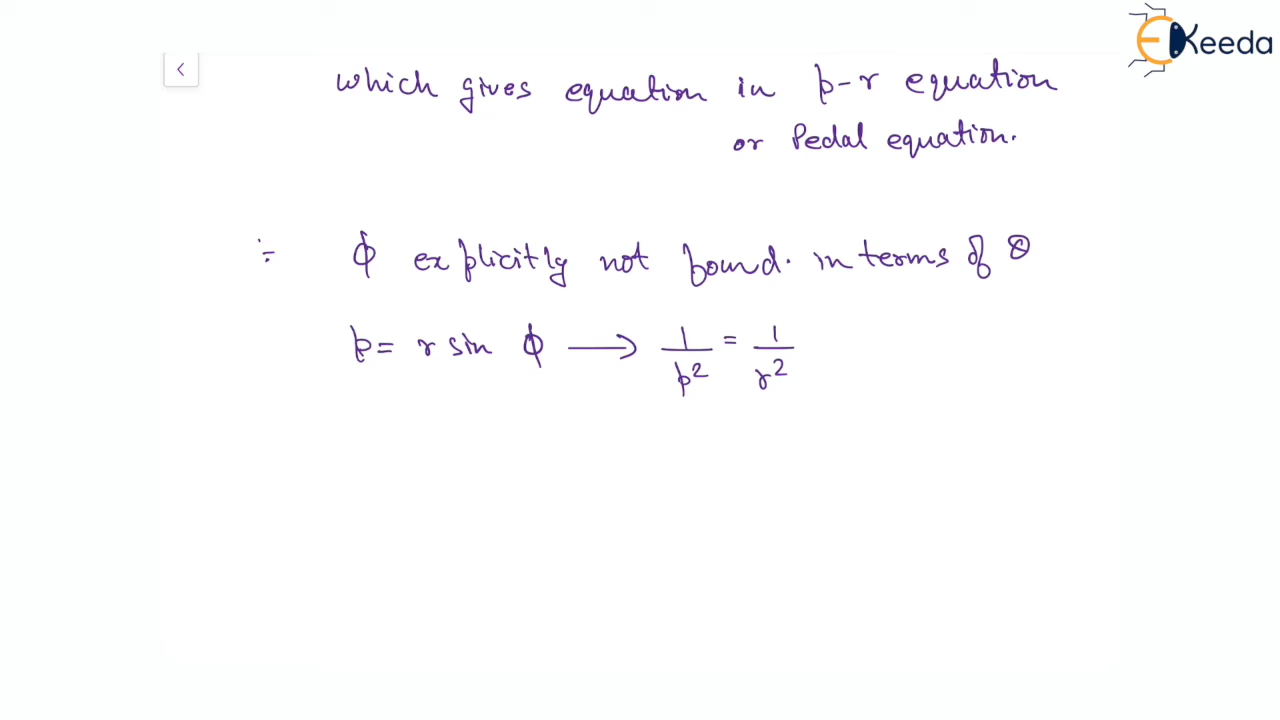 EKeeda
which gives equation in p-r equation
or Pedal equation.
∵ ϕ explicitly not found. in terms of θ
p = r sin ϕ ⟶ 1/p² = 1/r²